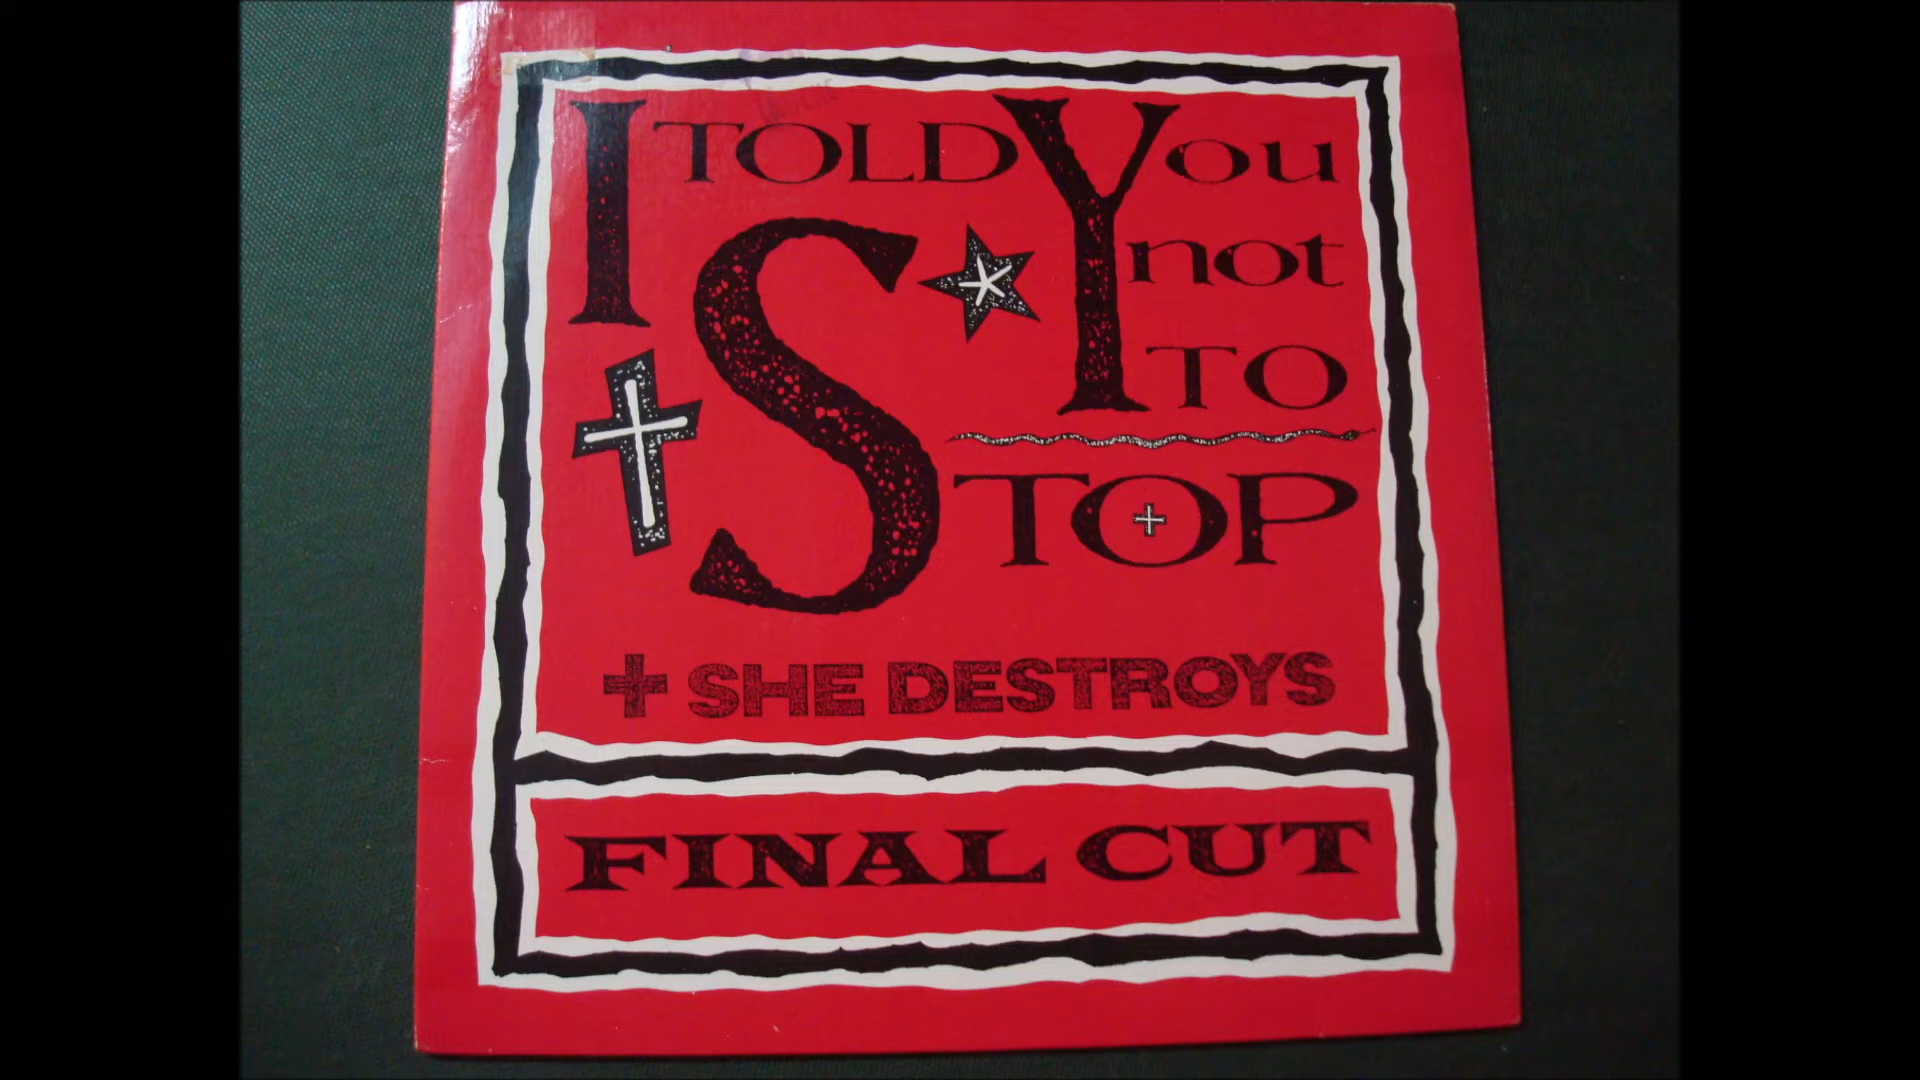 I TOLD You
not
TO
STOP
+ SHE DESTROYS
FINAL CUT